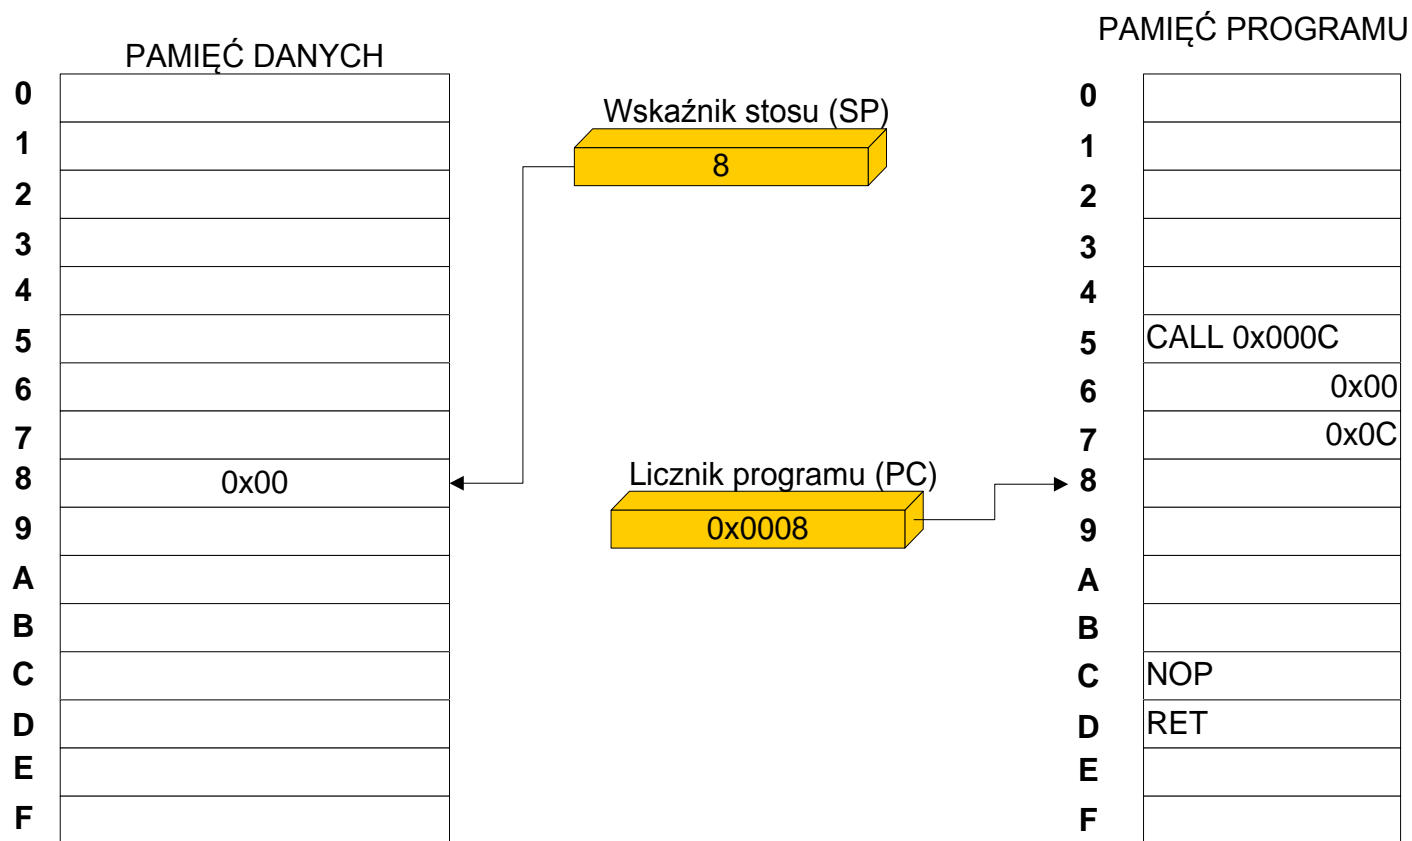 PAMIĘĆ PROGRAMU
PAMIĘĆ DANYCH
Wskaźnik stosu (SP)
8
Licznik programu (PC)
0x0008
0
1
2
3
4
5
6
7
8 0x00
9
A
B
C
D
E
F
0
1
2
3
4
5 CALL 0x000C
6 0x00
7 0x0C
8
9
A
B
C NOP
D RET
E
F